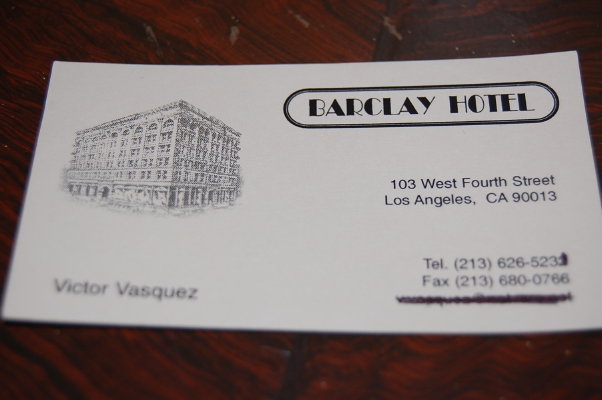 BARCLAY HOTEL
103 West Fourth Street
Los Angeles, CA 90013
Tel. (213) 626-5231
Fax (213) 680-0766
Victor Vasquez